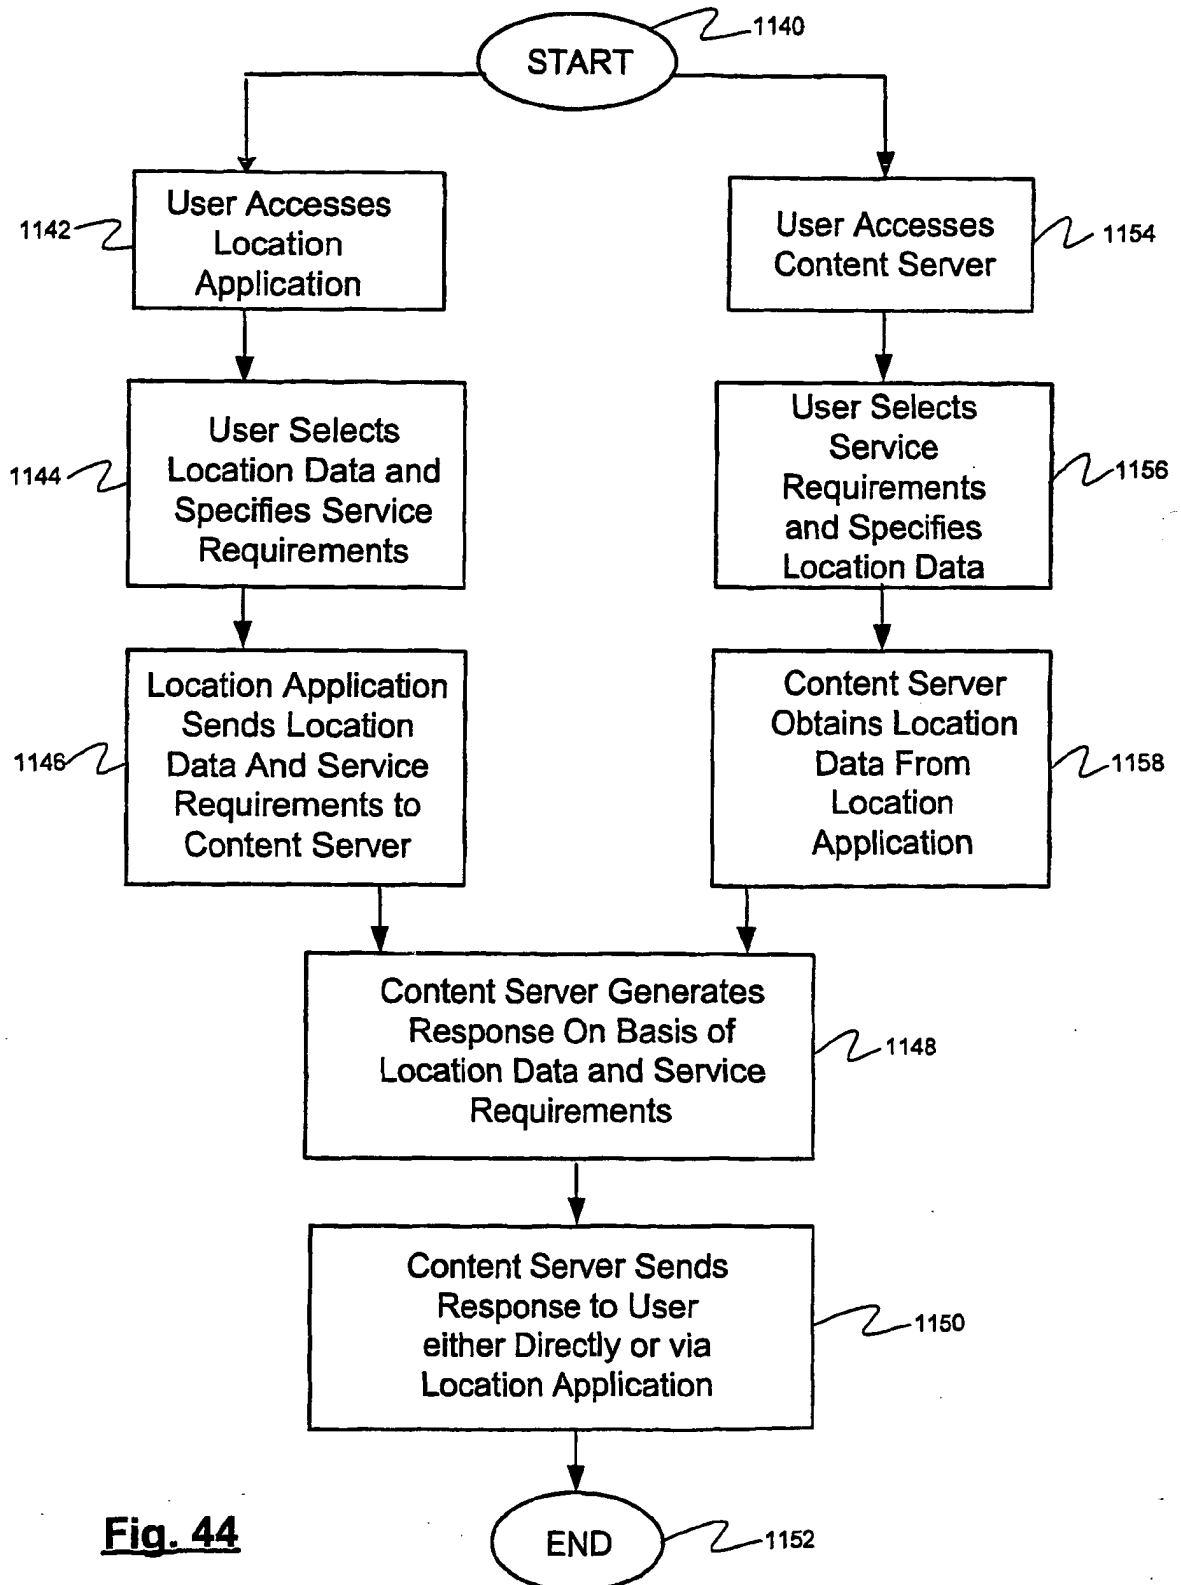 1140
START
User Accesses
Location
Application
1142
User Accesses
Content Server
1154
User Selects
Location Data and
Specifies Service
Requirements
1144
User Selects
Service
Requirements
and Specifies
Location Data
1156
Location Application
Sends Location
Data And Service
Requirements to
Content Server
1146
Content Server
Obtains Location
Data From
Location
Application
1158
Content Server Generates
Response On Basis of
Location Data and Service
Requirements
1148
Content Server Sends
Response to User
either Directly or via
Location Application
1150
END
1152
Fig. 44